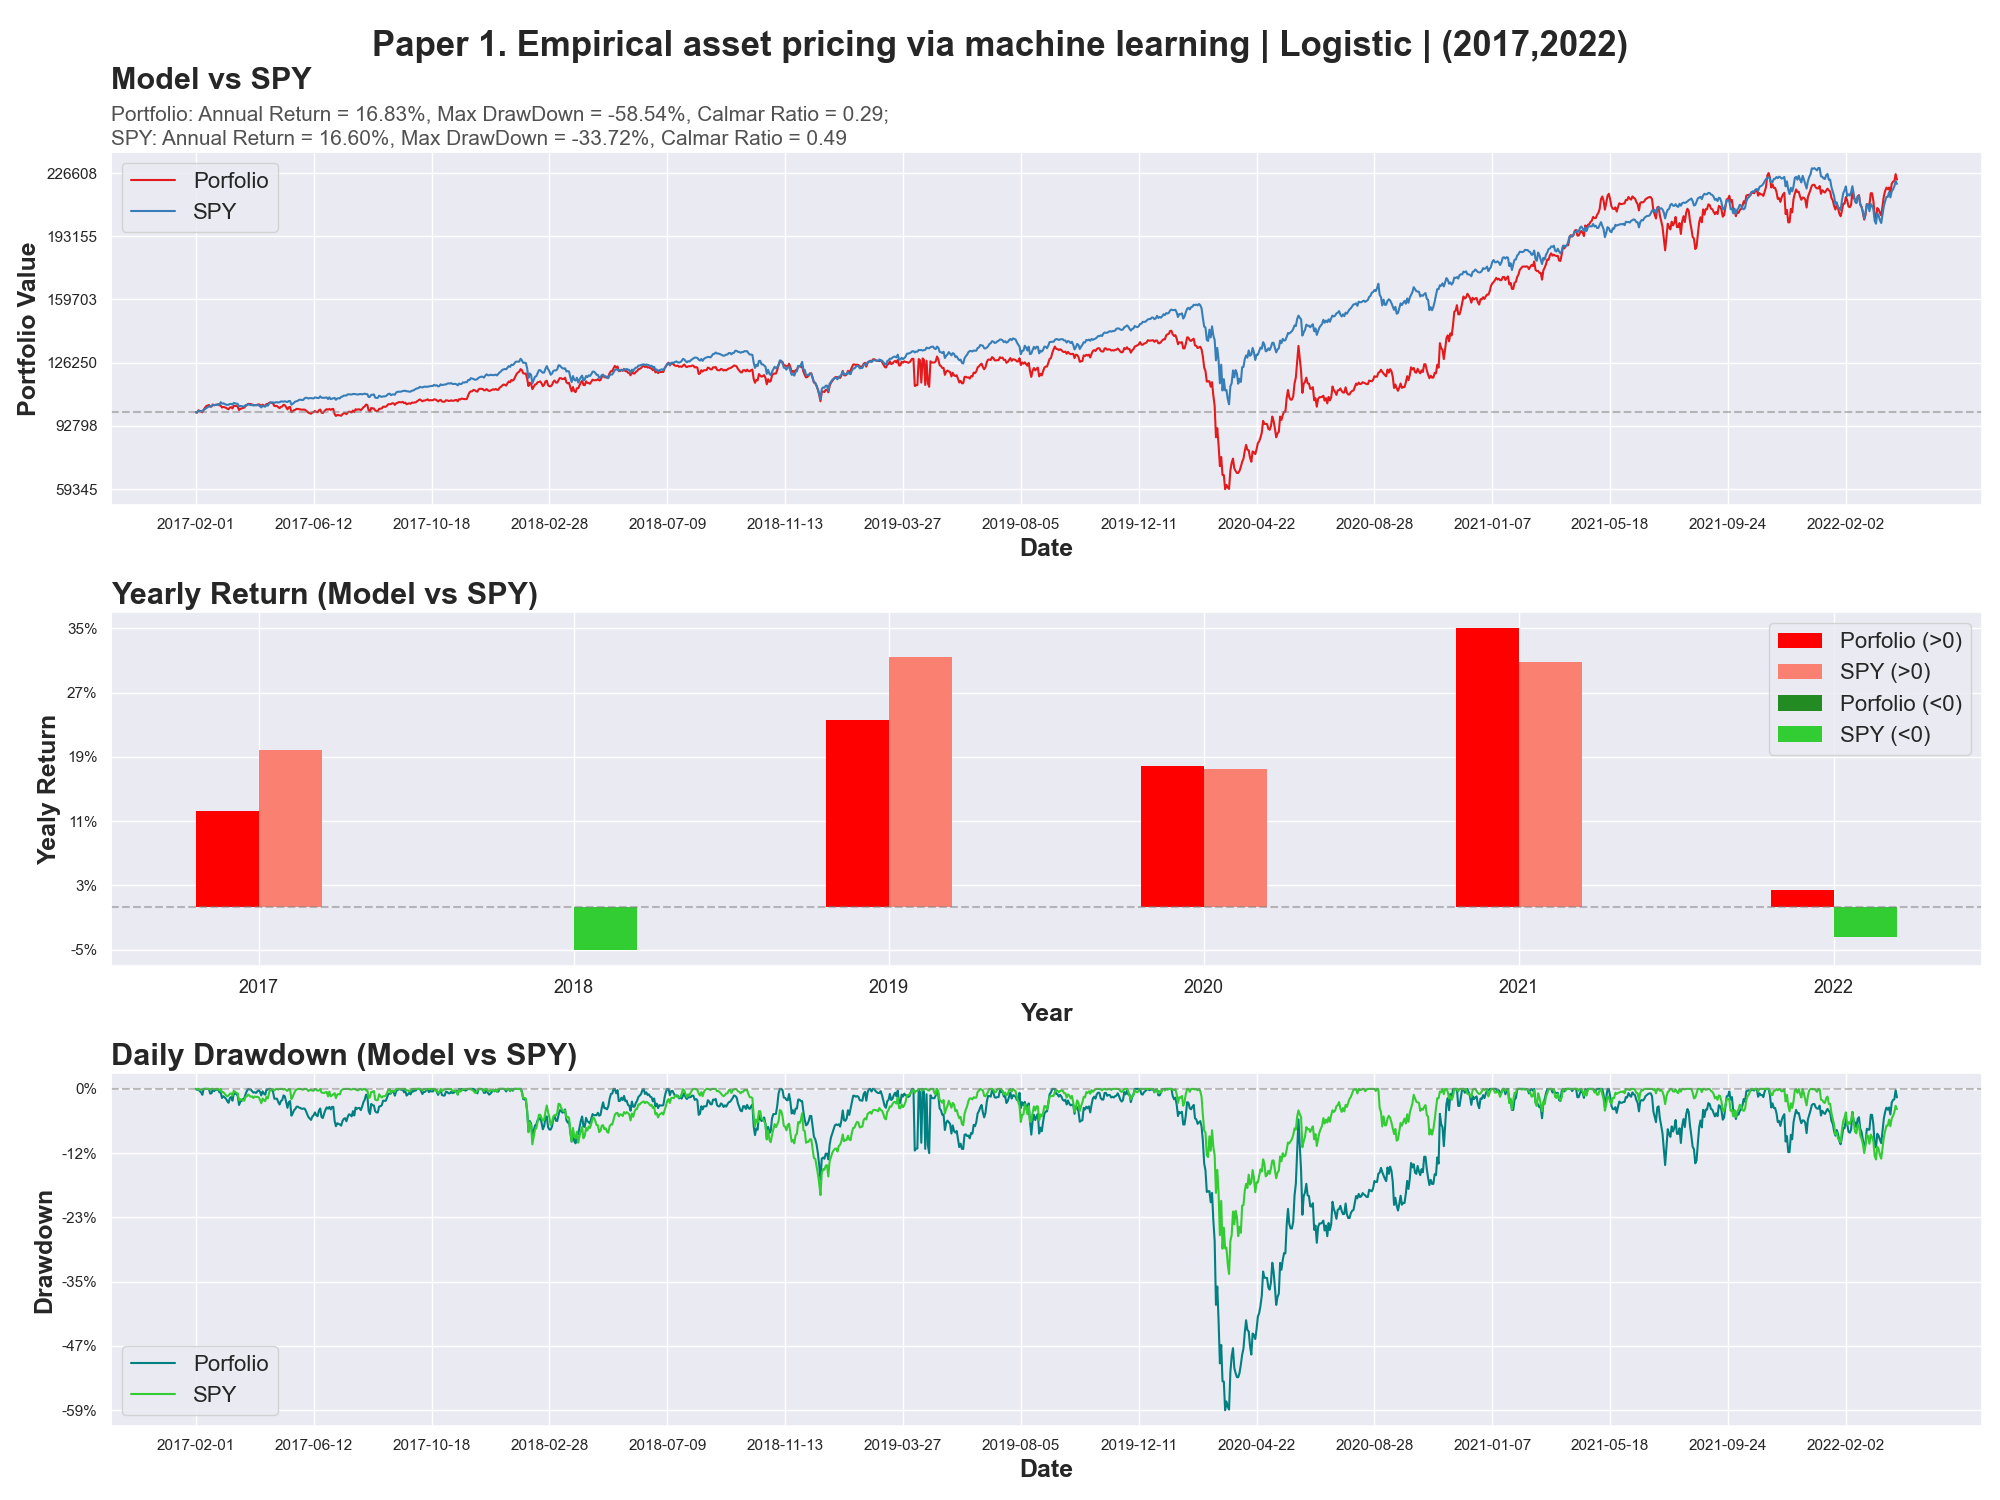 Paper 1. Empirical asset pricing via machine learning | Logistic | (2017,2022)
Model vs SPY
Portfolio: Annual Return = 16.83%, Max DrawDown = -58.54%, Calmar Ratio = 0.29;
SPY: Annual Return = 16.60%, Max DrawDown = -33.72%, Calmar Ratio = 0.49
Porfolio
SPY
Portfolio Value
226608
193155
159703
126250
92798
59345
2017-02-01 2017-06-12 2017-10-18 2018-02-28 2018-07-09 2018-11-13 2019-03-27 2019-08-05 2019-12-11 2020-04-22 2020-08-28 2021-01-07 2021-05-18 2021-09-24 2022-02-02
Date
Yearly Return (Model vs SPY)
Porfolio (>0)
SPY (>0)
Porfolio (<0)
SPY (<0)
Yealy Return
35%
27%
19%
11%
3%
-5%
2017 2018 2019 2020 2021 2022
Year
Daily Drawdown (Model vs SPY)
Drawdown
0%
-12%
-23%
-35%
-47%
-59%
Porfolio
SPY
2017-02-01 2017-06-12 2017-10-18 2018-02-28 2018-07-09 2018-11-13 2019-03-27 2019-08-05 2019-12-11 2020-04-22 2020-08-28 2021-01-07 2021-05-18 2021-09-24 2022-02-02
Date